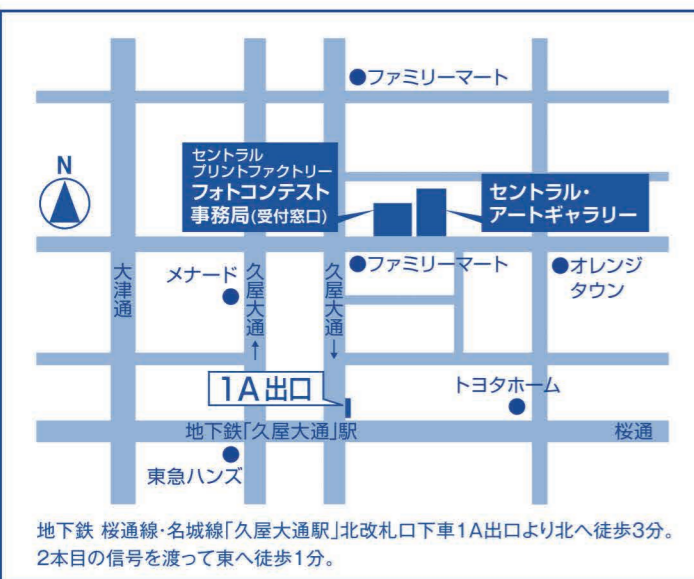 ファミリーマート
N
セントラル
プリントファクトリー
フォトコンテスト
事務局(受付窓口)
セントラル・
アートギャラリー
大津通
メナード
久屋大通
↑
久屋大通
↓
ファミリーマート
オレンジ
タウン
1A出口
トヨタホーム
地下鉄「久屋大通」駅
桜通
東急ハンズ
地下鉄 桜通線・名城線「久屋大通駅」北改札口下車1A出口より北へ徒歩3分。
2本目の信号を渡って東へ徒歩1分。